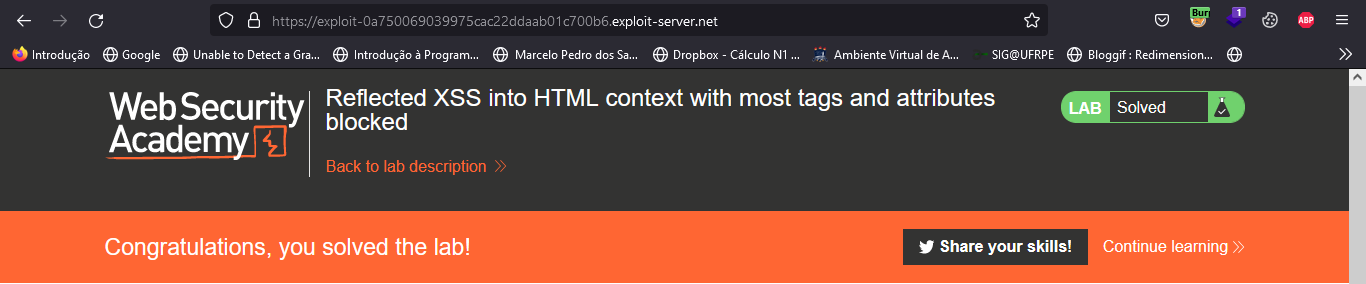 https://exploit-0a750069039975cac22ddaab01c700b6.exploit-server.net
Burp
1
ABP
Introdução Google Unable to Detect a Gra... Introdução à Program... Marcelo Pedro dos Sa... Dropbox - Cálculo N1 ... Ambiente Virtual de A... SIG@UFRPE Bloggif : Redimension...
Web Security
Academy
Reflected XSS into HTML context with most tags and attributes
blocked
Back to lab description
LAB Solved
Congratulations, you solved the lab!
Share your skills!
Continue learning